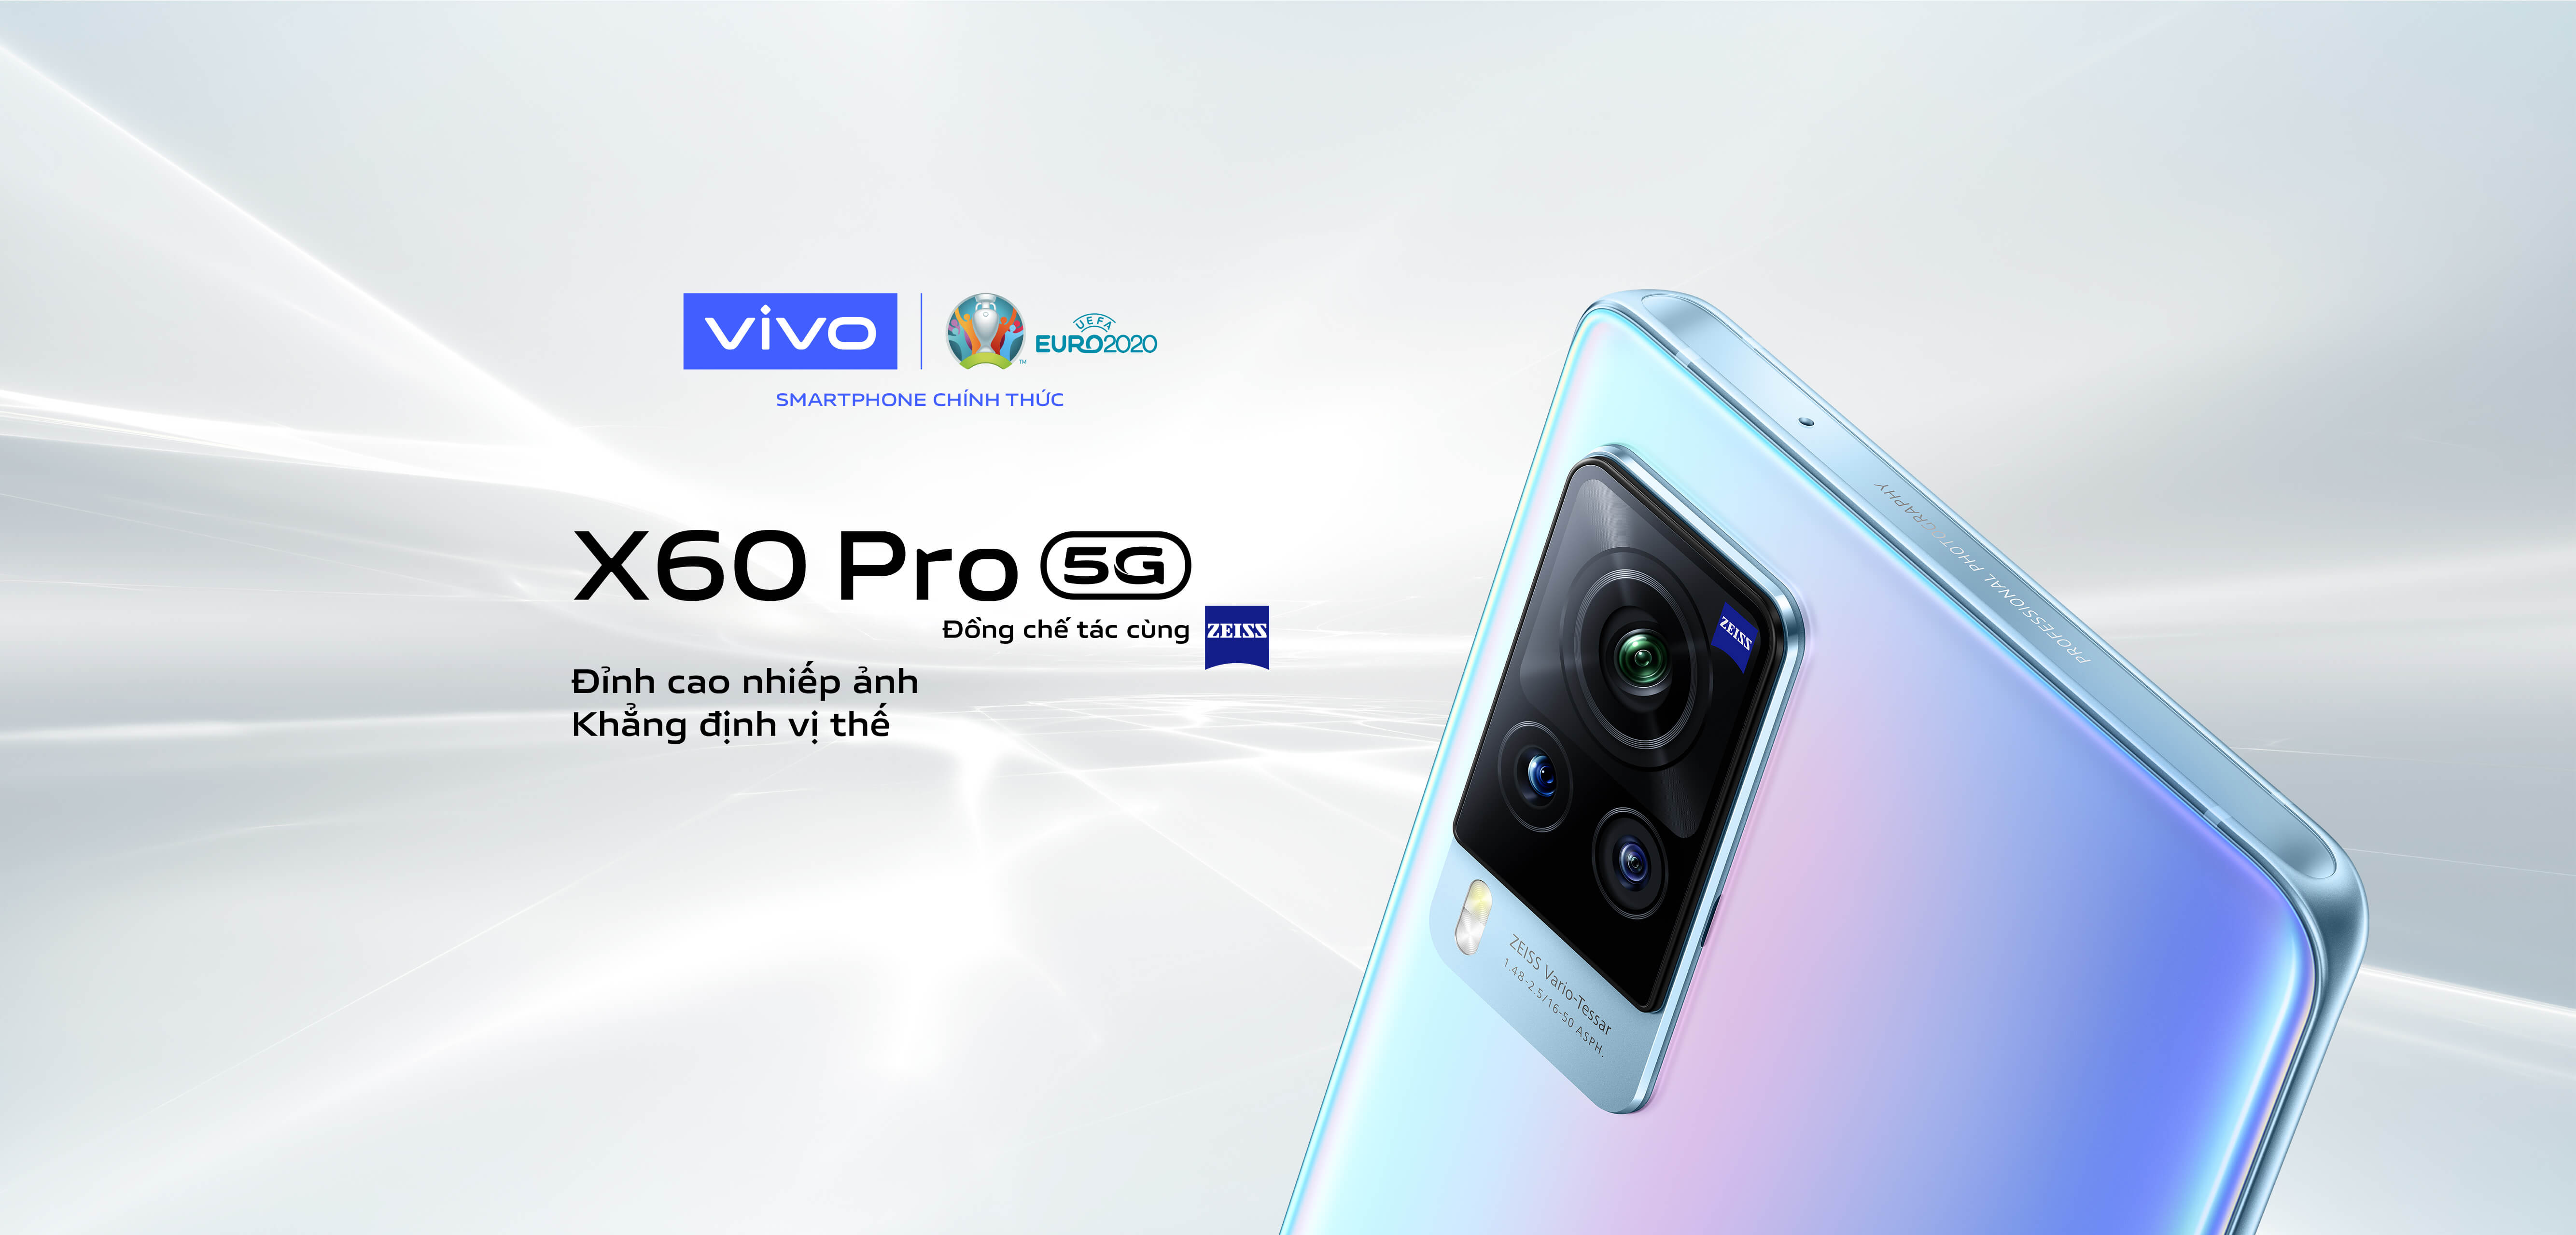 vivo
UEFA
EURO2020
TM
SMARTPHONE CHÍNH THỨC
X60 Pro 5G
Đồng chế tác cùng ZEISS
Đỉnh cao nhiếp ảnh
Khẳng định vị thế
PROFESSIONAL PHOTOGRAPHY
ZEISS
ZEISS Vario-Tessar
1.48-2.5/16-50 ASPH.